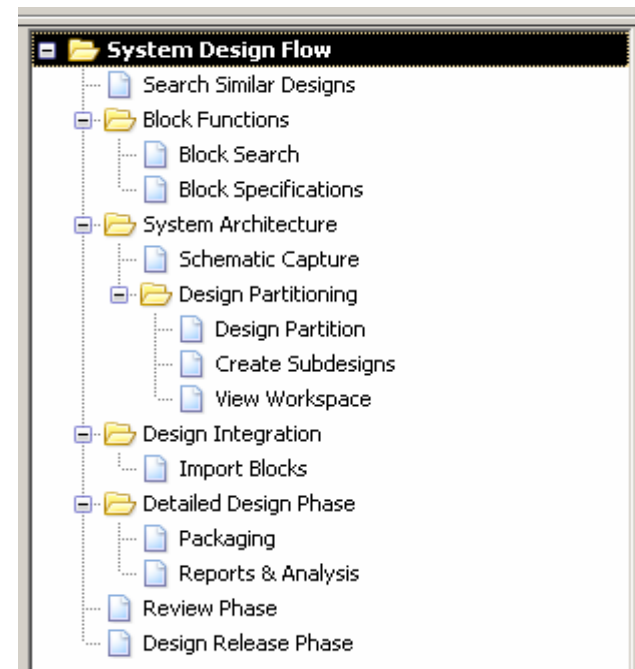 System Design Flow
Search Similar Designs
Block Functions
Block Search
Block Specifications
System Architecture
Schematic Capture
Design Partitioning
Design Partition
Create Subdesigns
View Workspace
Design Integration
Import Blocks
Detailed Design Phase
Packaging
Reports & Analysis
Review Phase
Design Release Phase